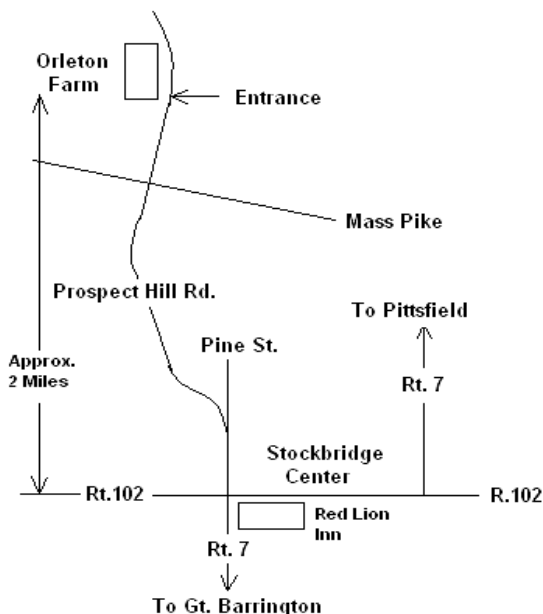 Orleton
Farm
Entrance
Mass Pike
Prospect Hill Rd.
To Pittsfield
Pine St.
Approx.
2 Miles
Rt. 7
Stockbridge
Center
Rt.102
R.102
Red Lion
Inn
Rt. 7
To Gt. Barrington